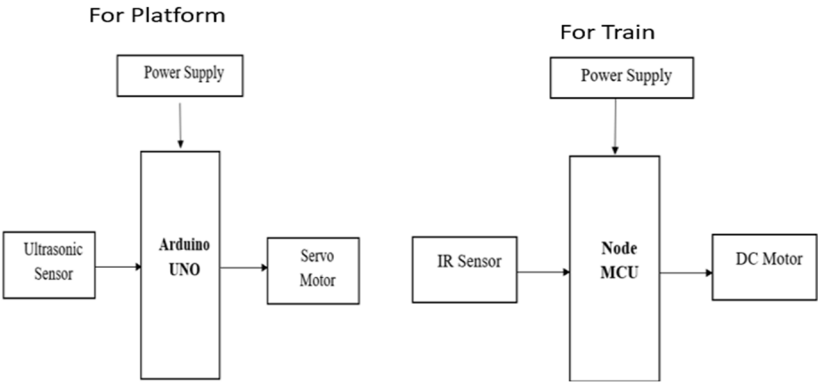 For Platform
Power Supply
Ultrasonic
Sensor
Arduino
UNO
Servo
Motor
For Train
Power Supply
IR Sensor
Node
MCU
DC Motor